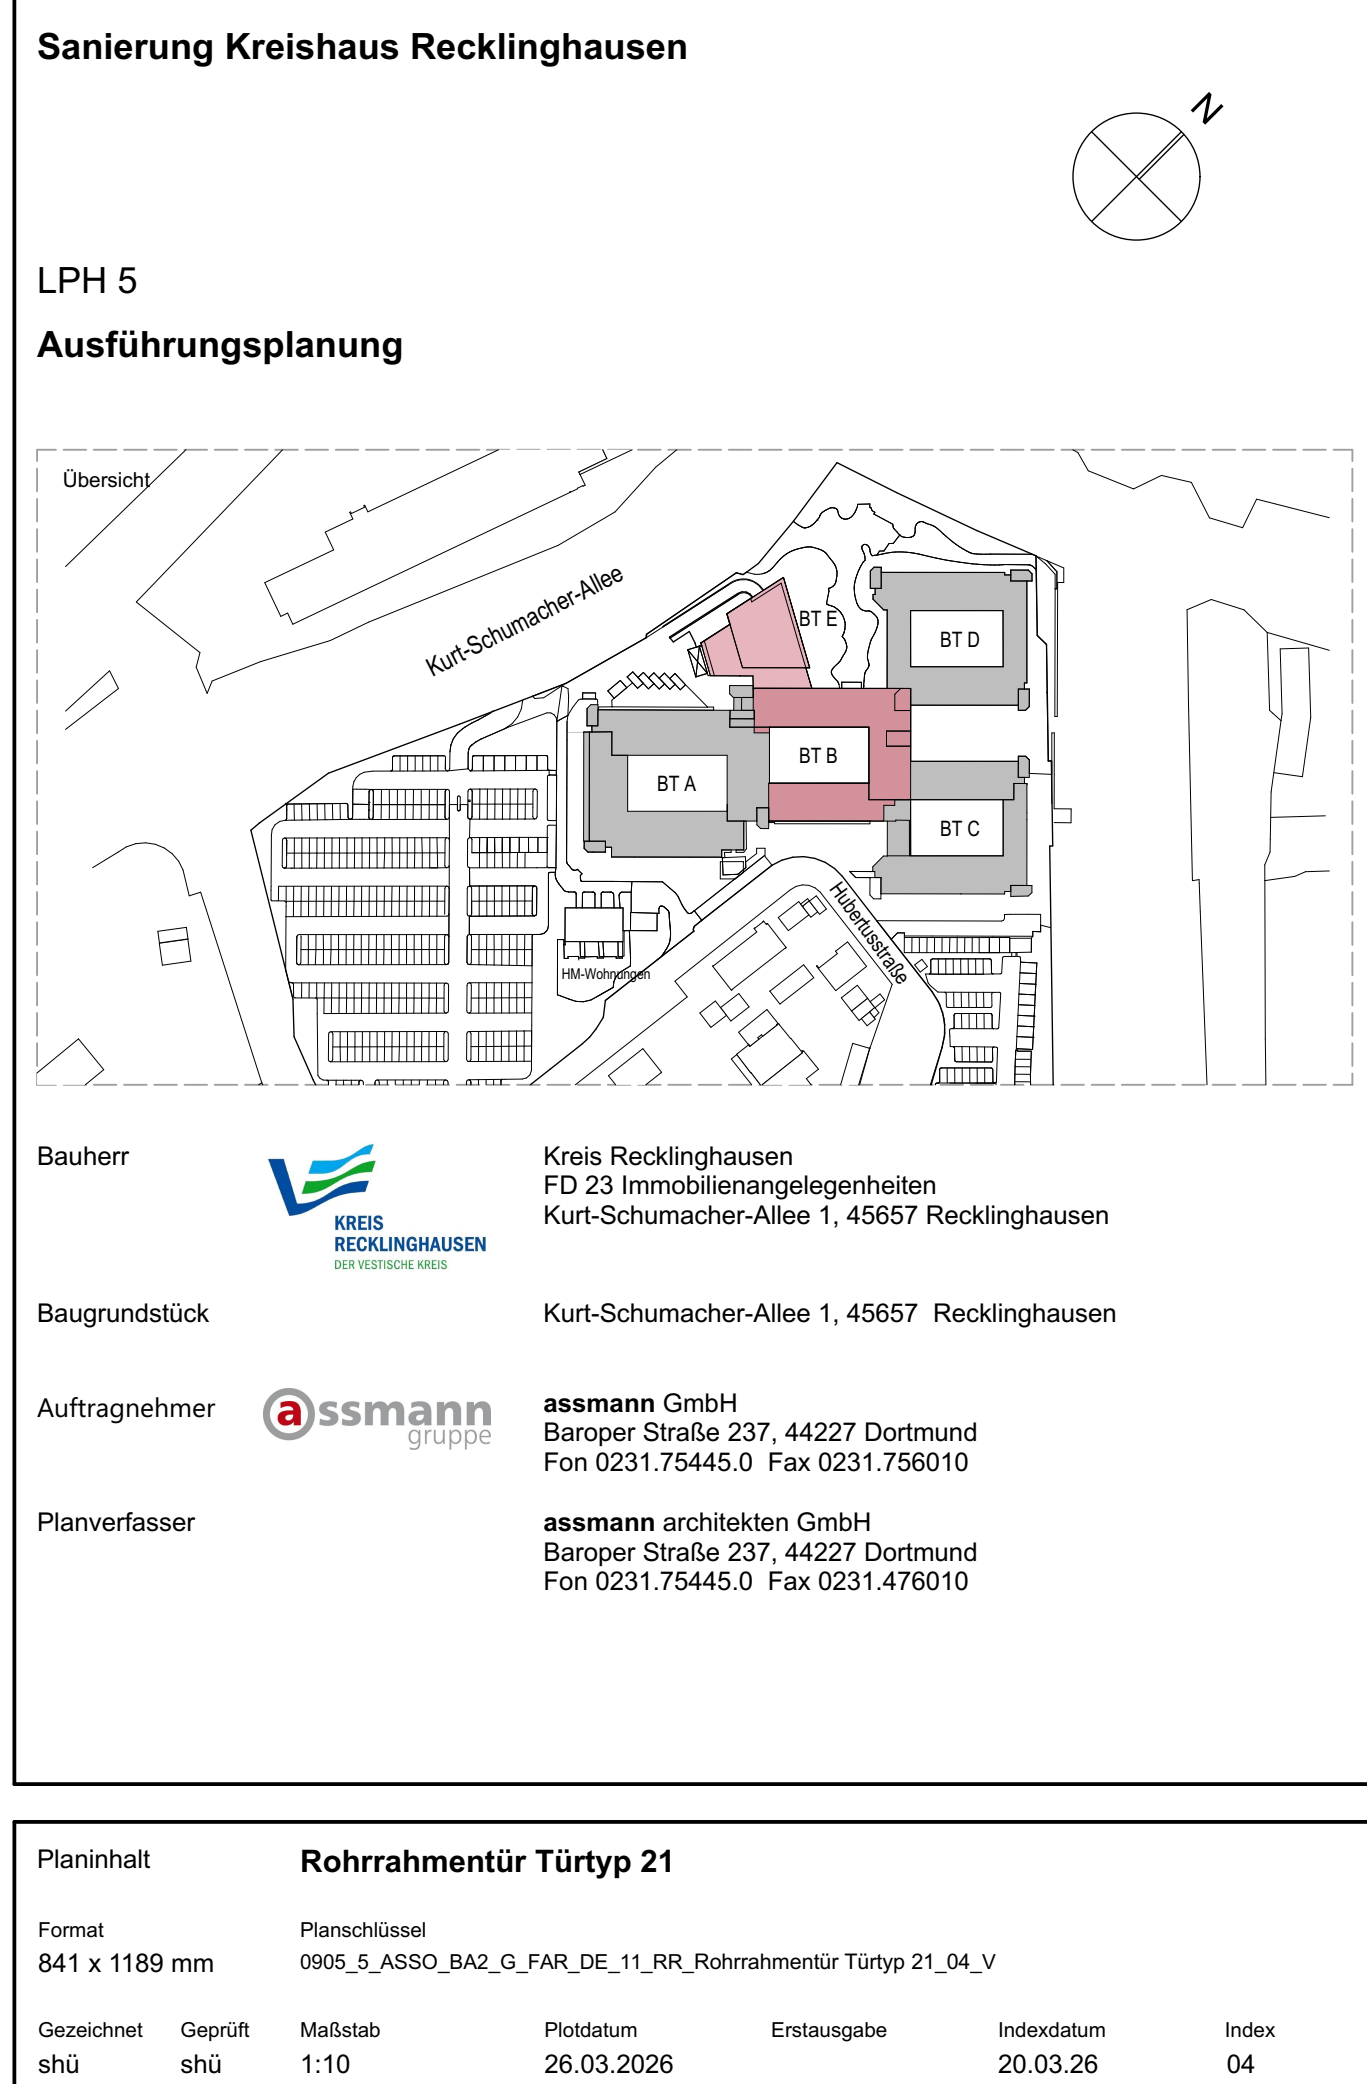 Sanierung Kreishaus Recklinghausen
N
LPH 5
Ausführungsplanung
Übersicht
Kurt-Schumacher-Allee
BT E
BT D
BT B
BT A
BT C
Hubertusstraße
HM-Wohnungen
Bauherr
KREIS
RECKLINGHAUSEN
DER VESTISCHE KREIS
Kreis Recklinghausen
FD 23 Immobilienangelegenheiten
Kurt-Schumacher-Allee 1, 45657 Recklinghausen
Baugrundstück
Kurt-Schumacher-Allee 1, 45657 Recklinghausen
Auftragnehmer
assmann
gruppe
assmann GmbH
Baroper Straße 237, 44227 Dortmund
Fon 0231.75445.0 Fax 0231.756010
Planverfasser
assmann architekten GmbH
Baroper Straße 237, 44227 Dortmund
Fon 0231.75445.0 Fax 0231.476010
Planinhalt Rohrrahmentür Türtyp 21
Format Planschlüssel
841 x 1189 mm 0905_5_ASSO_BA2_G_FAR_DE_11_RR_Rohrrahmentür Türtyp 21_04_V
Gezeichnet Geprüft Maßstab Plotdatum Erstausgabe Indexdatum Index
shü shü 1:10 26.03.2026 20.03.26 04